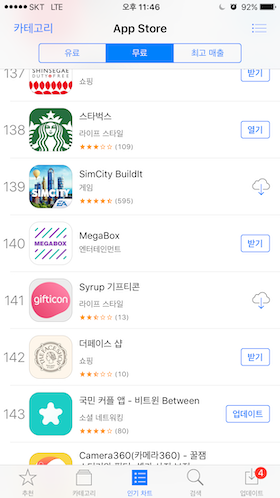 SKT LTE 오후 11:46 92%
카테고리 App Store
유료 무료 최고 매출
137 SHINSEGAE DUTY FREE 쇼핑 받기
138 스타벅스 열기
라이프 스타일
(109)
139 SIMCITY EA SimCity BuildIt
게임
(595)
140 MEGABOX MegaBox 받기
엔터테인먼트
141 gifticon Syrup 기프티콘
라이프 스타일
(13)
142 THEFACESHOP 더페이스 샵 받기
쇼핑
(10)
143 국민 커플 앱 - 비트윈 Between 업데이트
소셜 네트워킹
(80)
Camera360(카메라360) - 꿀잼
4
추천 카테고리 인기 차트 검색 업데이트